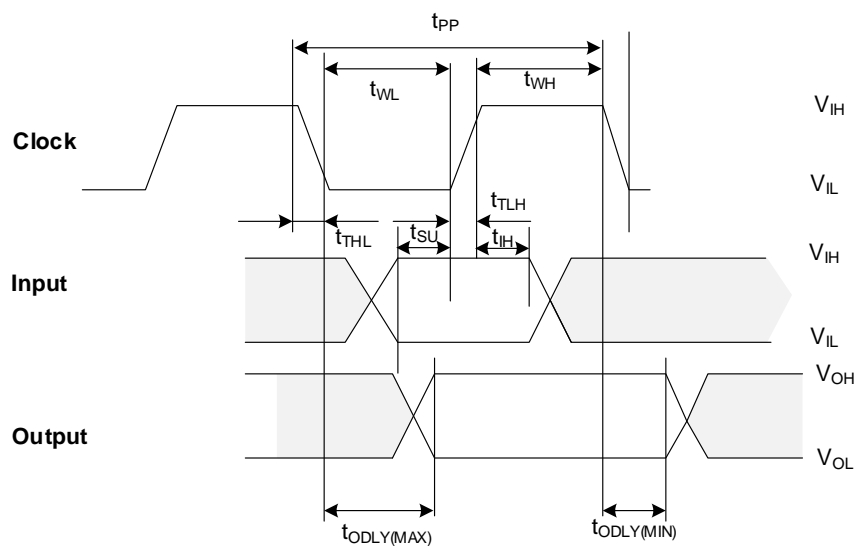 tPP
tWL
tWH
Clock
VIH
VIL
tTHL
tSU
tTLH
tIH
Input
VIH
VIL
Output
VOH
VOL
tODLY(MAX)
tODLY(MIN)